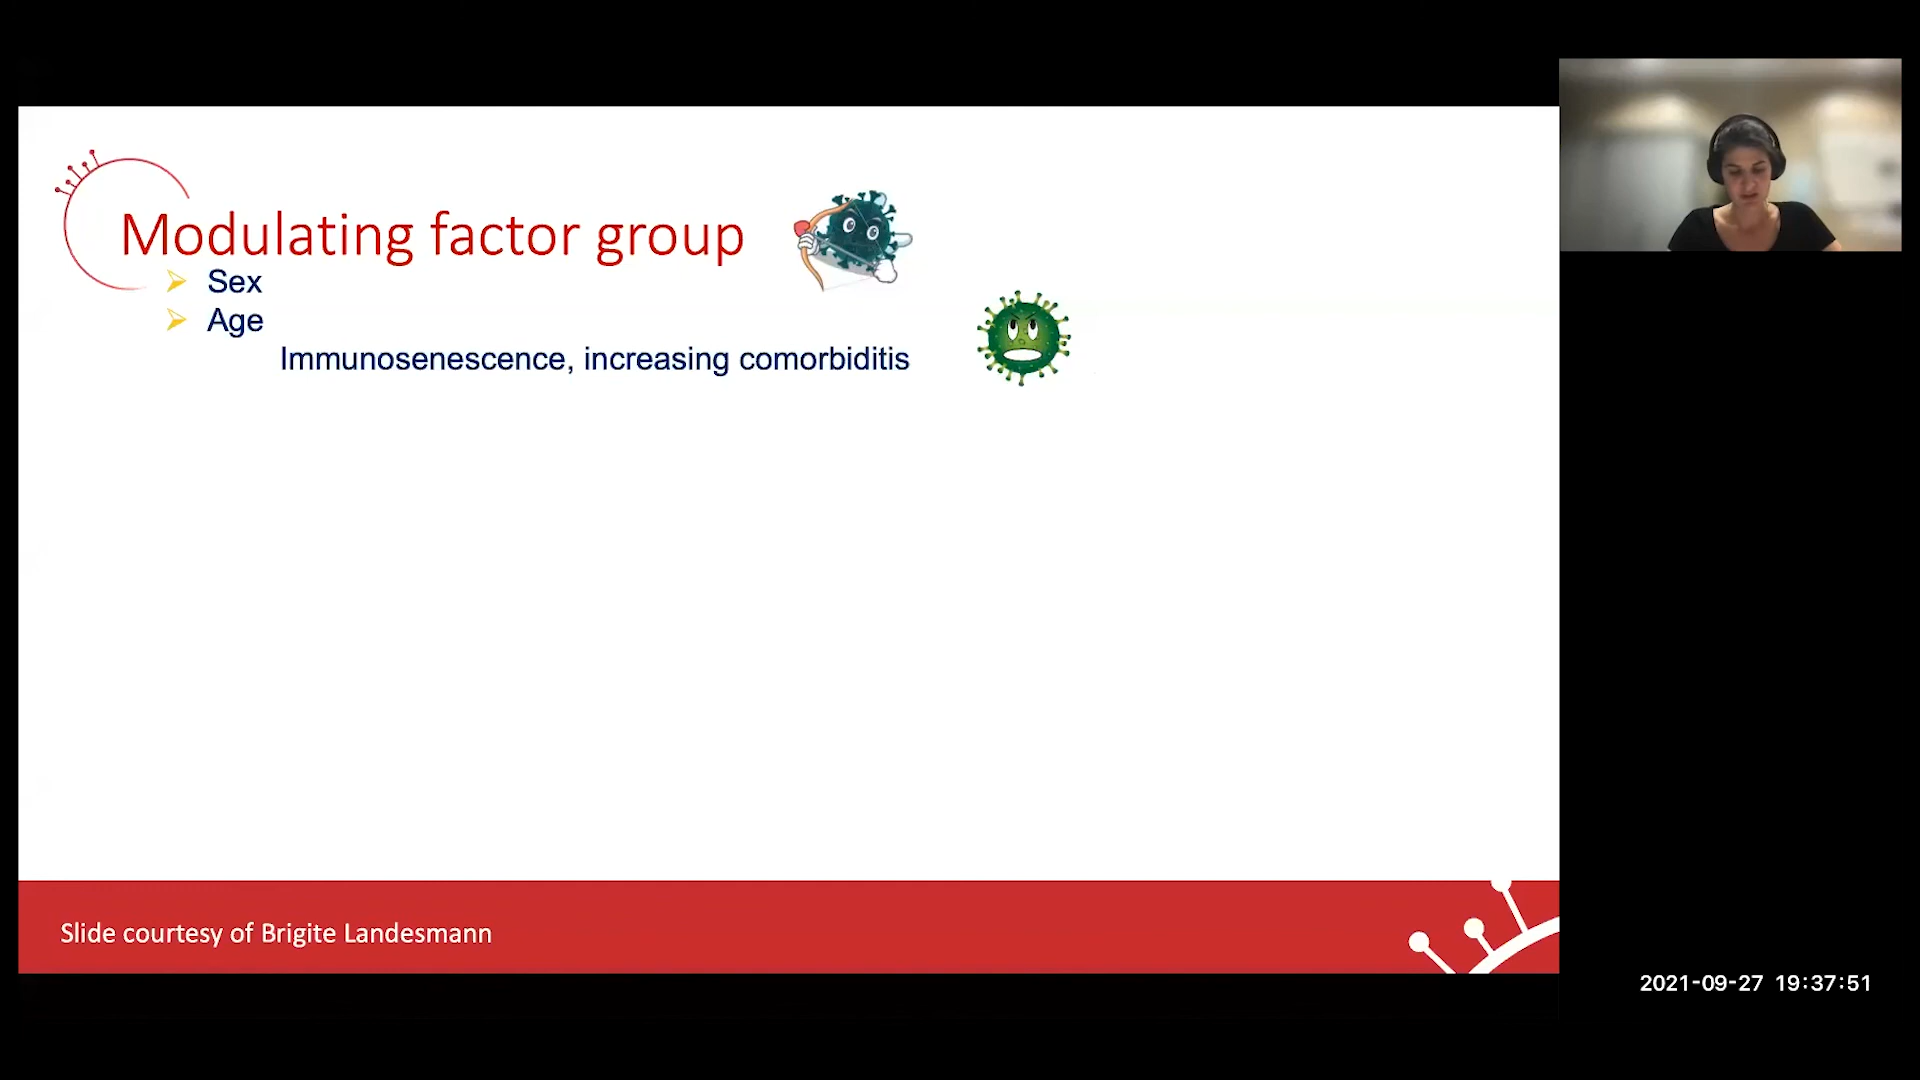 Modulating factor group
Sex
Age
Immunosenescence, increasing comorbiditis
Slide courtesy of Brigite Landesmann
2021-09-27 19:37:51